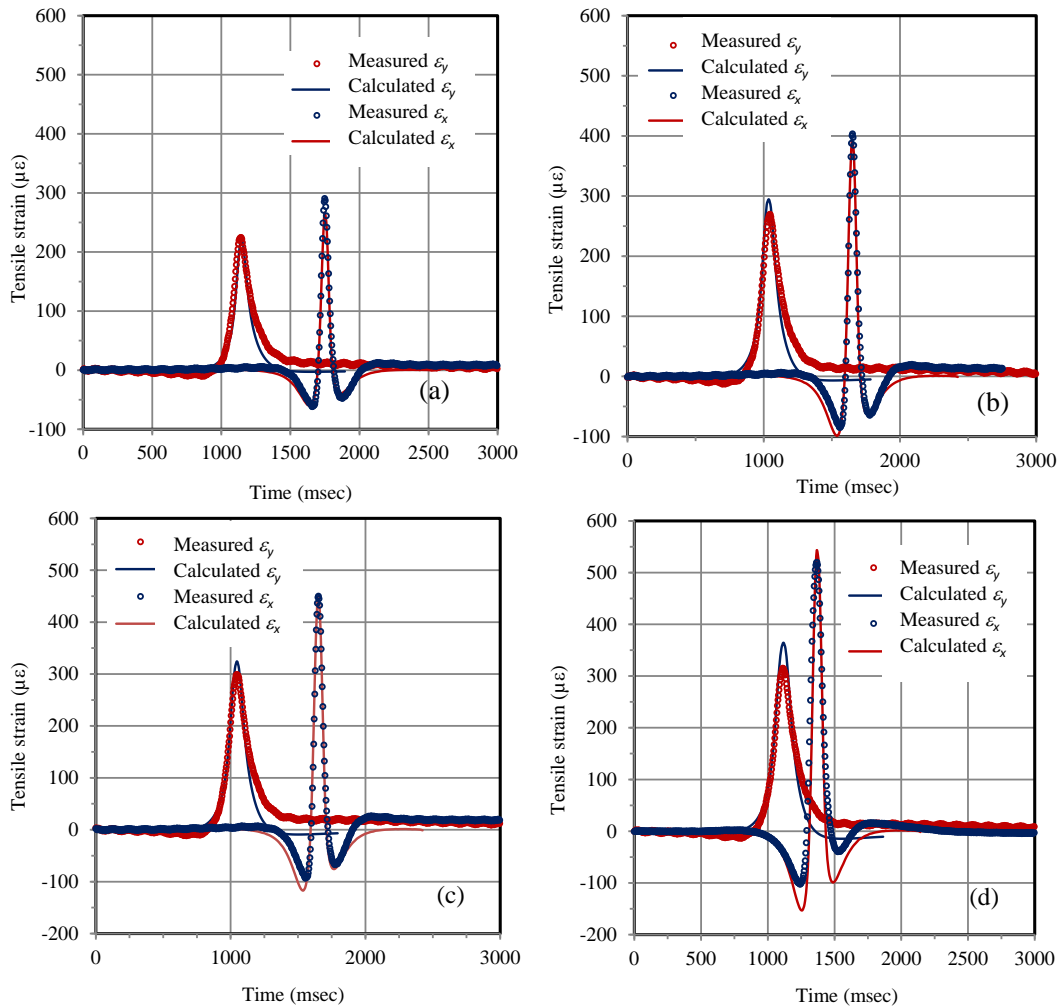 600
500
400
300
200
100
0
-100
Tensile strain (µε)
Measured εy
Calculated εy
Measured εx
Calculated εx
(a)
0 500 1000 1500 2000 2500 3000
Time (msec)
600
500
400
300
200
100
0
-100
Tensile strain (µε)
Measured εy
Calculated εy
Measured εx
Calculated εx
(b)
0 1000 2000 3000
Time (msec)
600
500
400
300
200
100
0
-100
-200
Tensile strain (µε)
Measured εy
Calculated εy
Measured εx
Calculated εx
(c)
0 1000 2000 3000
Time (msec)
600
500
400
300
200
100
0
-100
-200
Tensile strain (µε)
Measured εy
Calculated εy
Measured εx
Calculated εx
(d)
0 500 1000 1500 2000 2500 3000
Time (msec)